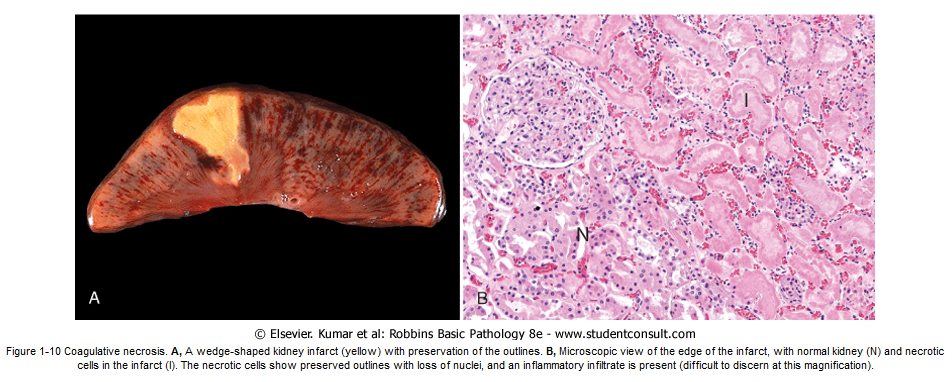 I
N
A
B
© Elsevier. Kumar et al: Robbins Basic Pathology 8e - www.studentconsult.com
Figure 1-10 Coagulative necrosis. A, A wedge-shaped kidney infarct (yellow) with preservation of the outlines. B, Microscopic view of the edge of the infarct, with normal kidney (N) and necrotic
cells in the infarct (I). The necrotic cells show preserved outlines with loss of nuclei, and an inflammatory infiltrate is present (difficult to discern at this magnification).